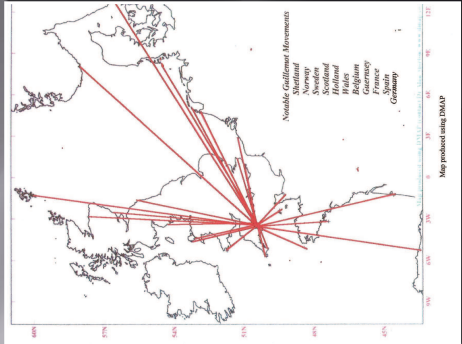 12E
9E
6E
3E
0
3W
6W
9W
60N
57N
54N
51N
48N
45N
Notable Guillemot Movements
Shetland
Norway
Sweden
Scotland
Holland
Wales
Belgium
Guernsey
France
Spain
Germany
Map produced using DMAP